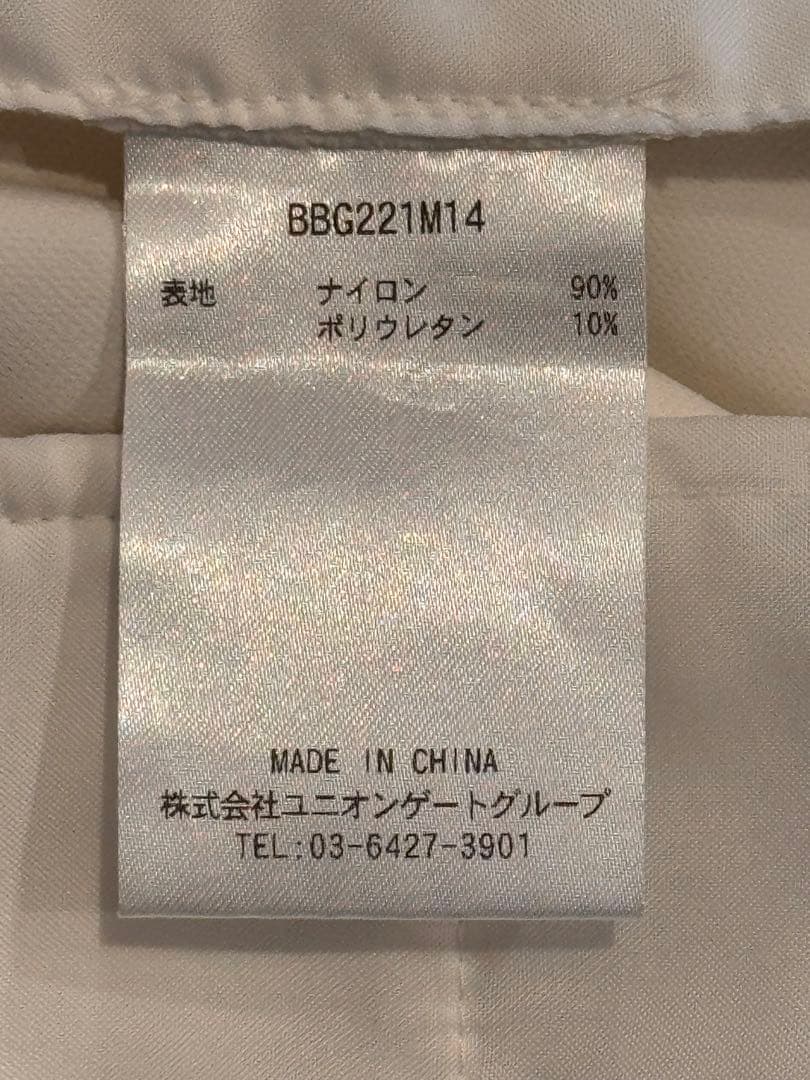 BBG221M14
表地 ナイロン 90%
ポリウレタン 10%
MADE IN CHINA
株式会社ユニオンゲートグループ
TEL:03-6427-3901